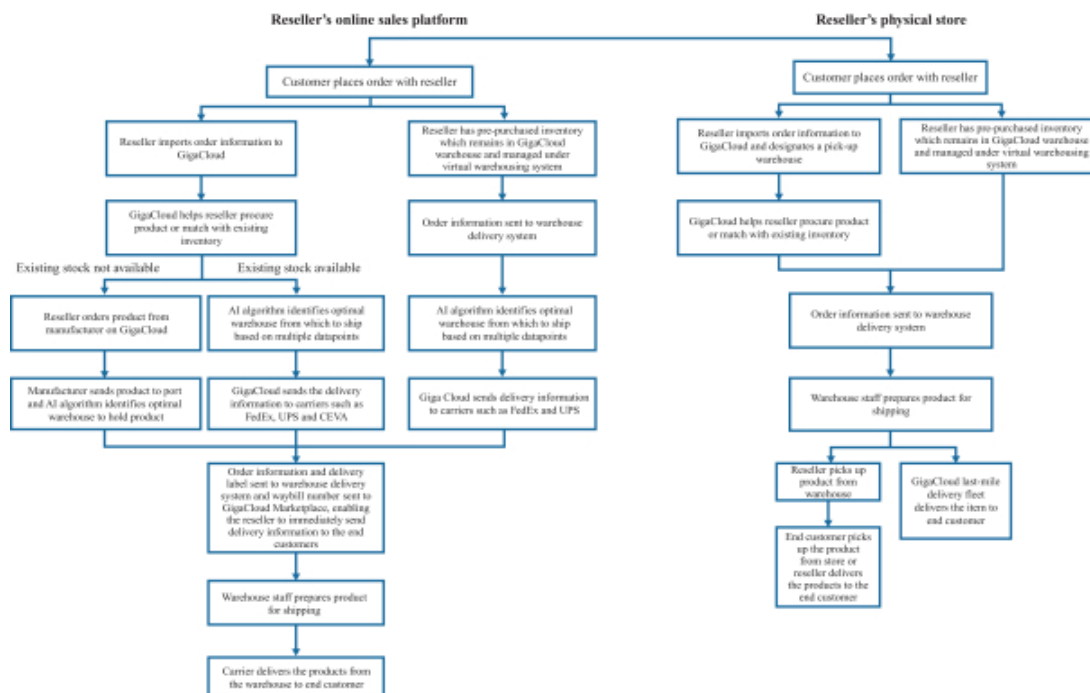 Reseller's online sales platform
Reseller's physical store
Customer places order with reseller
Customer places order with reseller
Reseller imports order information to
GigaCloud
Reseller has pre-purchased inventory
which remains in GigaCloud
warehouse and managed under
virtual warehousing system
Reseller imports order information to
GigaCloud and designates a pick-up
warehouse
Reseller has pre-purchased inventory
which remains in GigaCloud warehouse
and managed under virtual warehousing
system
GigaCloud helps reseller procure
product or match with existing
inventory
Order information sent to warehouse
delivery system
GigaCloud helps reseller procure product
or match with existing inventory
Existing stock not available
Existing stock available
Reseller orders product from
manufacturer on GigaCloud
AI algorithm identifies optimal
warehouse from which to ship
based on multiple datapoints
AI algorithm identifies optimal
warehouse from which to ship
based on multiple datapoints
Order information sent to warehouse
delivery system
Manufacturer sends product to port
and AI algorithm identifies optimal
warehouse to hold product
GigaCloud sends the delivery
information to carriers such as
FedEx, UPS and CEVA
Giga Cloud sends delivery information
to carriers such as FedEx and UPS
Warehouse staff prepares product for
shipping
Order information and delivery
label sent to warehouse delivery
system and waybill number sent to
GigaCloud Marketplace, enabling
the reseller to immediately send
delivery information to the end
customers
Reseller picks up
product from
warehouse
GigaCloud last-mile
delivery fleet
delivers the item to
end customer
End customer picks
up the product
from store or
reseller delivers
the products to the
end customer
Warehouse staff prepares product
for shipping
Carrier delivers the products from
the warehouse to end customer